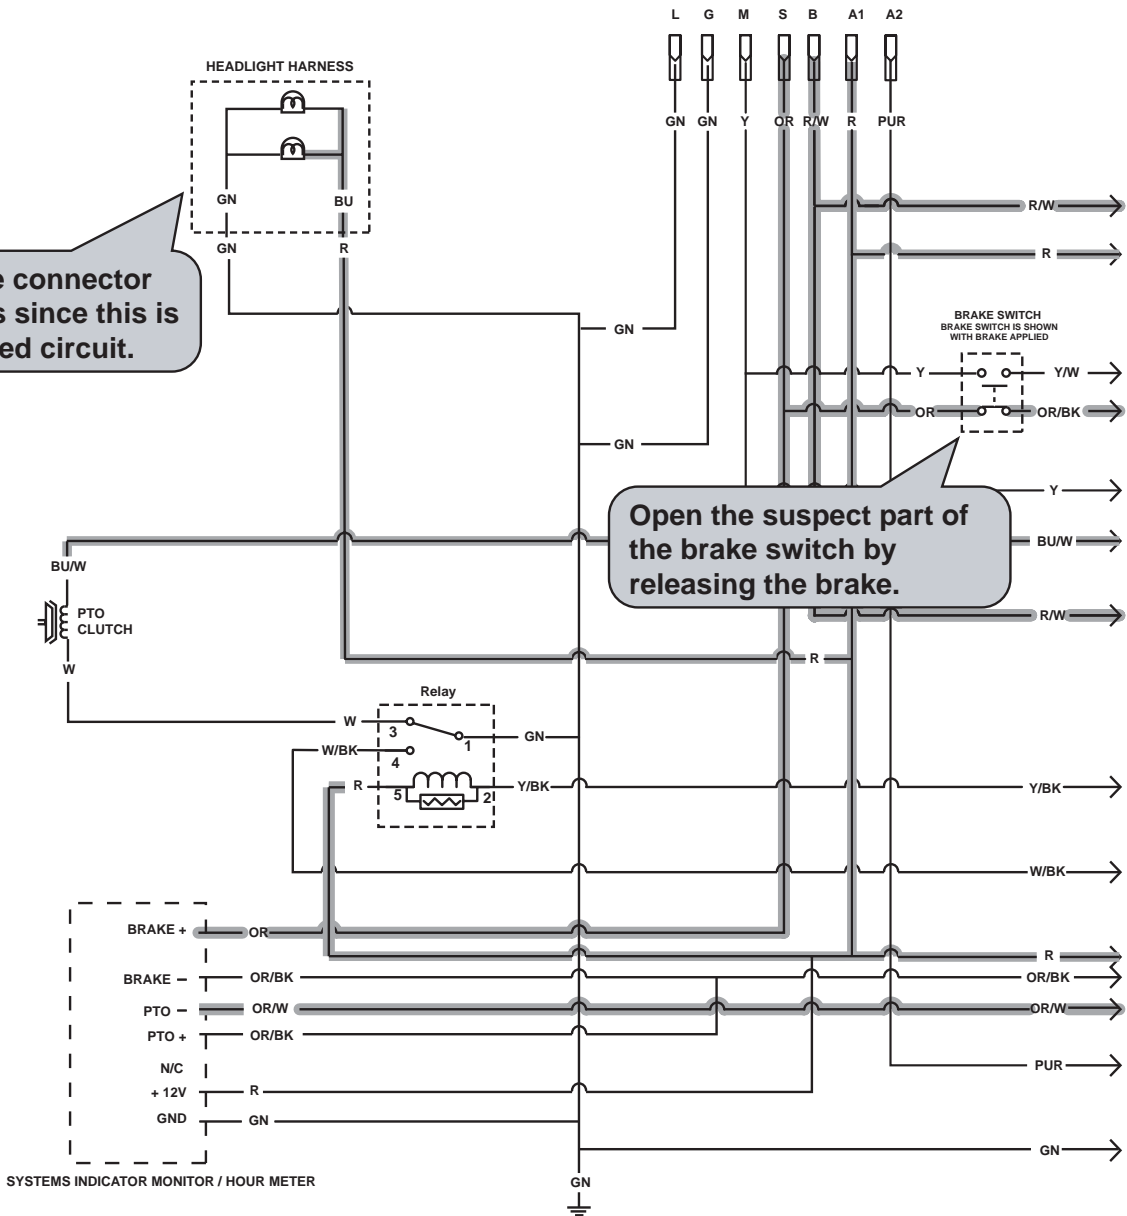 L G M S B A1 A2
HEADLIGHT HARNESS
GN GN Y OR R/W R PUR
GN BU
R/W
GN R
R
e connector
s since this is
ed circuit.
BRAKE SWITCH
BRAKE SWITCH IS SHOWN
WITH BRAKE APPLIED
GN
Y Y/W
OR OR/BK
GN
Y
Open the suspect part of
the brake switch by
releasing the brake.
BU/W
BU/W
PTO
CLUTCH
R/W
W
R
Relay
W 3 1 GN
W/BK 4
R 5 2 Y/BK Y/BK
W/BK
BRAKE + OR
R
BRAKE – OR/BK OR/BK
PTO – OR/W OR/W
PTO + OR/BK
N/C
PUR
+ 12V R
GND GN
GN
SYSTEMS INDICATOR MONITOR / HOUR METER
GN